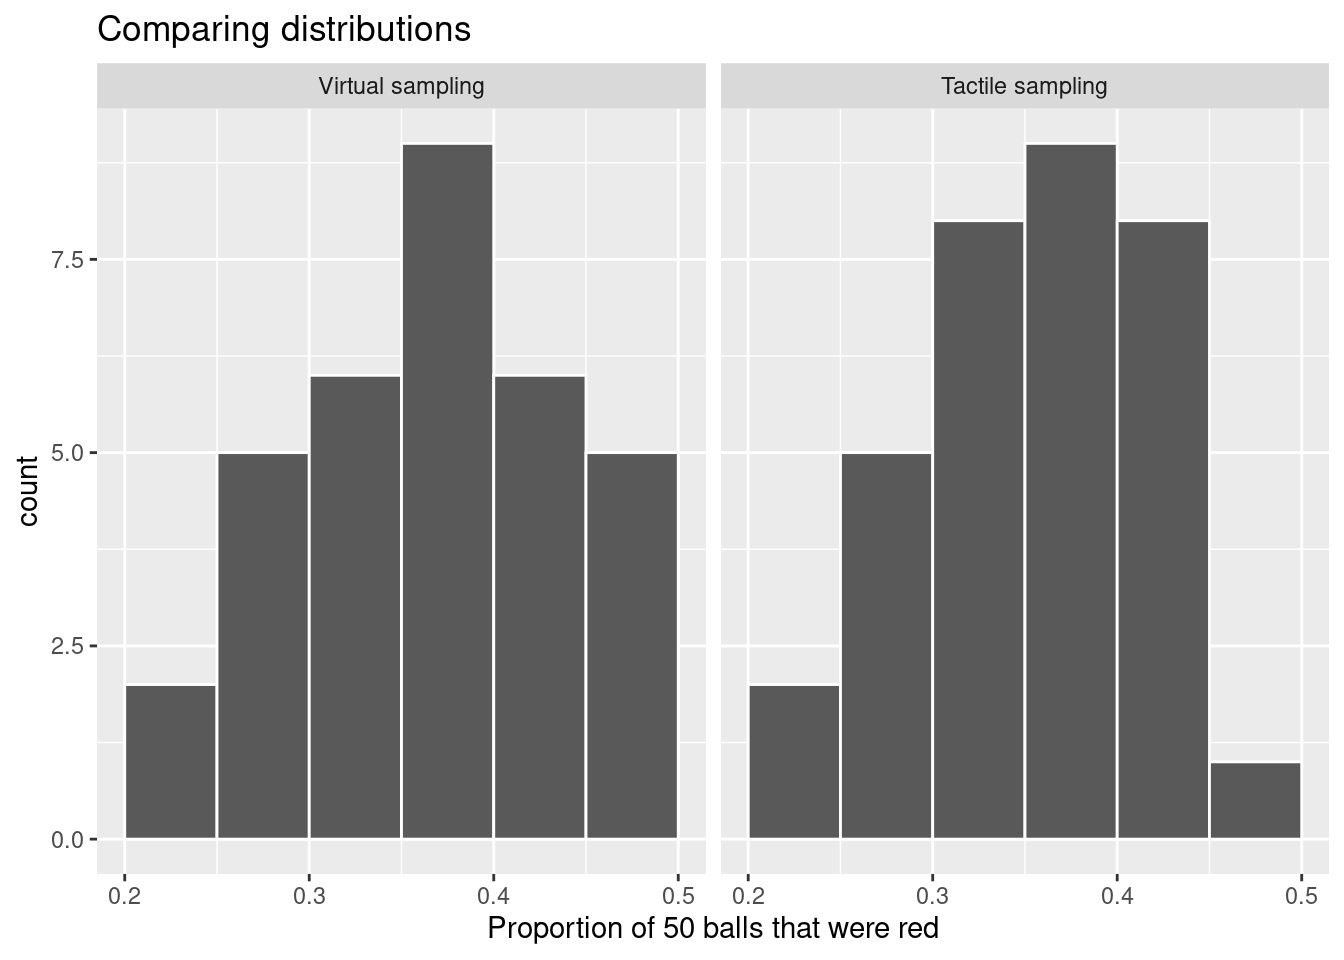 Comparing distributions
Virtual sampling
Tactile sampling
7.5
5.0
2.5
0.0
count
0.2 0.3 0.4 0.5 0.2 0.3 0.4 0.5
Proportion of 50 balls that were red